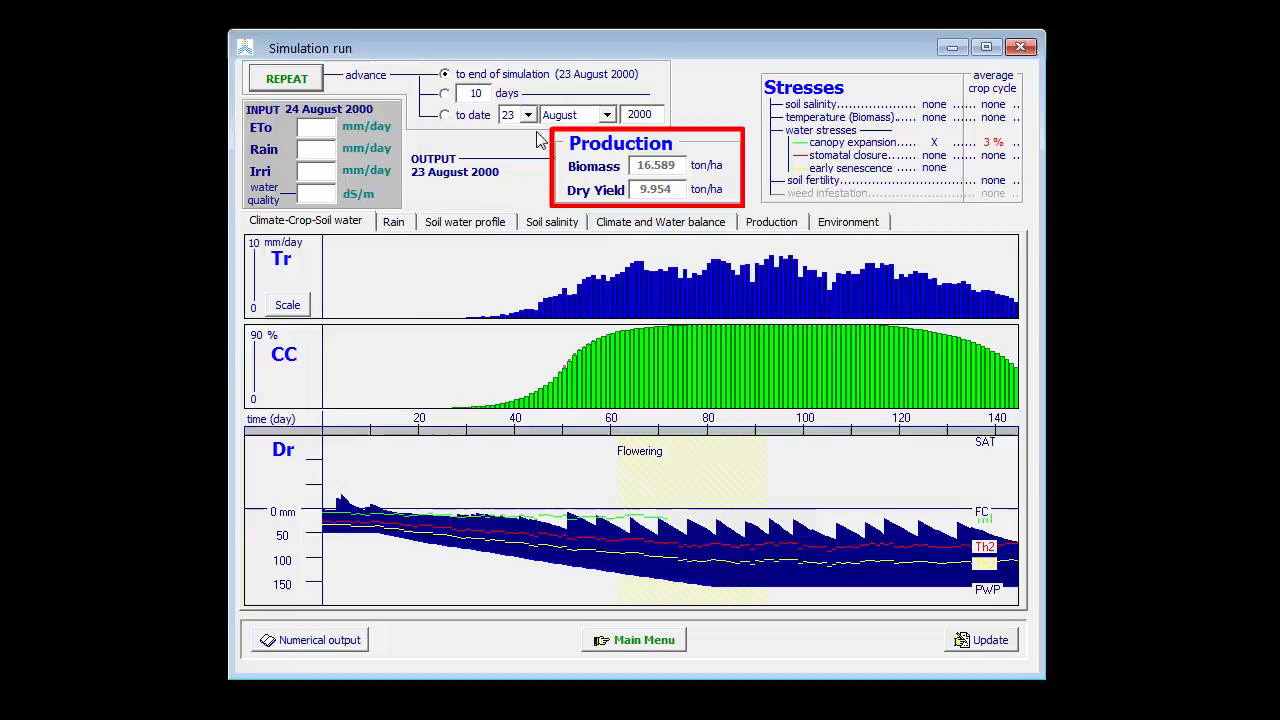 Simulation run
REPEAT
advance
to end of simulation (23 August 2000)
10 days
to date 23 August 2000
INPUT 24 August 2000
ETo mm/day
Rain mm/day
Irri mm/day
water quality dS/m
OUTPUT
23 August 2000
Production
Biomass 16.589 ton/ha
Dry Yield 9.954 ton/ha
Stresses
average
crop cycle
soil salinity............... none ..... none ..
temperature (Biomass) none ..... none ..
water stresses
canopy expansion.... X 3 %
stomatal closure..... none ..... none ..
early senescence ... none ..... none ..
soil fertility............... none ..... none ..
weed infestation........ none ..... none ..
Climate-Crop-Soil water Rain Soil water profile Soil salinity Climate and Water balance Production Environment
10 mm/day
Tr
0
Scale
90 %
CC
0
time (day) 20 40 60 80 100 120 140
Dr
Flowering
SAT
0 mm
FC
50
Th2
100
150
PWP
Numerical output
Main Menu
Update